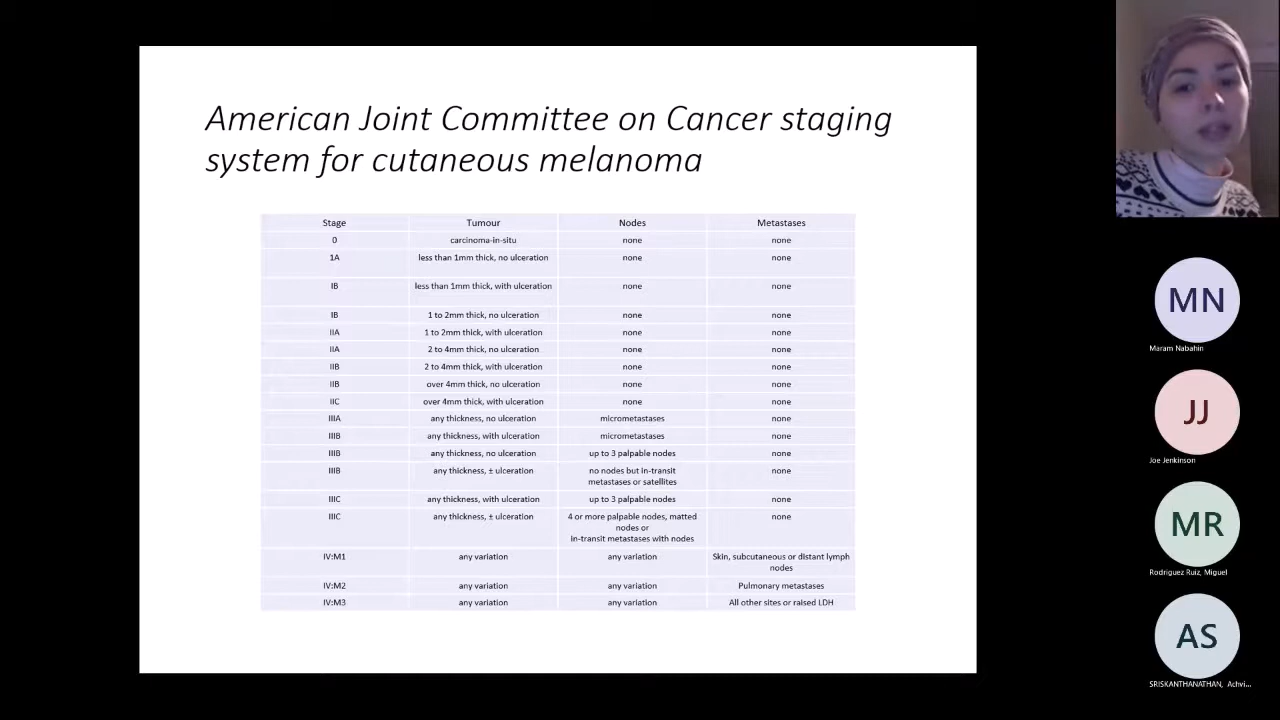 American Joint Committee on Cancer staging
system for cutaneous melanoma
Stage Tumour Nodes Metastases
0 carcinoma-in-situ none none
1A less than 1mm thick, no ulceration none none
IB less than 1mm thick, with ulceration none none
IB 1 to 2mm thick, no ulceration none none
IIA 1 to 2mm thick, with ulceration none none
IIA 2 to 4mm thick, no ulceration none none
IIB 2 to 4mm thick, with ulceration none none
IIB over 4mm thick, no ulceration none none
IIC over 4mm thick, with ulceration none none
IIIA any thickness, no ulceration micrometastases none
IIIB any thickness, with ulceration micrometastases none
IIIB any thickness, no ulceration up to 3 palpable nodes none
IIIB any thickness, ± ulceration no nodes but in-transit none
metastases or satellites
IIIC any thickness, with ulceration up to 3 palpable nodes none
IIIC any thickness, ± ulceration 4 or more palpable nodes, matted none
nodes or
in-transit metastases with nodes
IV:M1 any variation any variation Skin, subcutaneous or distant lymph
nodes
IV:M2 any variation any variation Pulmonary metastases
IV:M3 any variation any variation All other sites or raised LDH
MN
Maram Nabahin
JJ
Joe Jenkinson
MR
Rodriguez Ruiz, Miguel
AS
SRISKANTHANATHAN, Achvi...